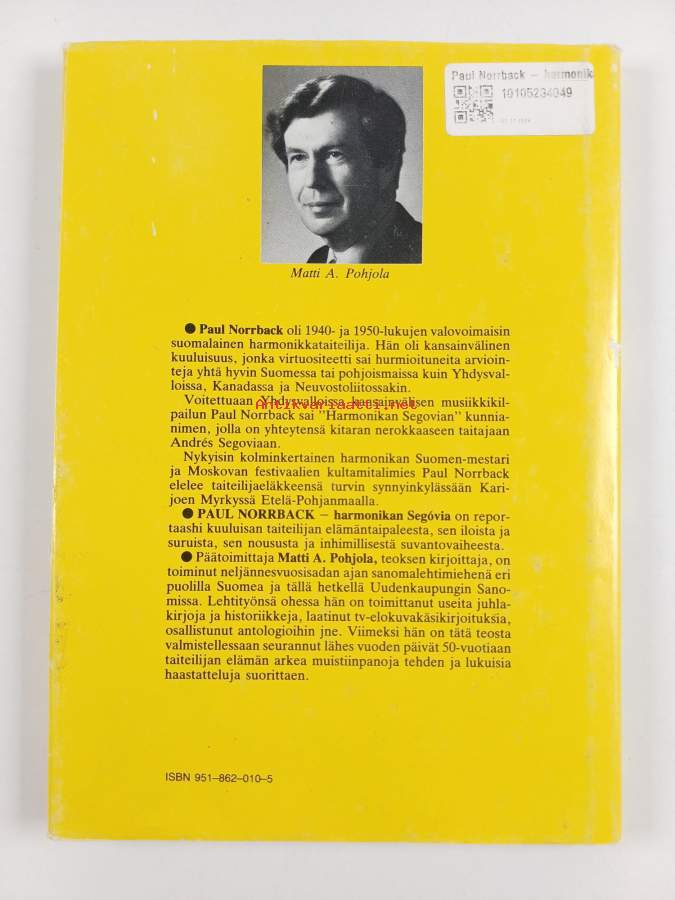 Paul Norrback – harmonik
10105234049
Matti A. Pohjola
● Paul Norrback oli 1940- ja 1950-lukujen valovoimaisin
suomalainen harmonikkataiteilija. Hän oli kansainvälinen
kuuluisuus, jonka virtuositeetti sai hurmioituneita arvioin-
teja yhtä hyvin Suomessa tai pohjoismaissa kuin Yhdysval-
loissa, Kanadassa ja Neuvostoliitossakin.
Voitettuaan Yhdysvalloissa kansainvälisen musiikkikil-
Antikvariaatti.net
pailun Paul Norrback sai "Harmonikan Segovian" kunnia-
nimen, jolla on yhteytensä kitaran nerokkaaseen taitajaan
Andrés Segoviaan.
Nykyisin kolminkertainen harmonikan Suomen-mestari
ja Moskovan festivaalien kultamitalimies Paul Norrback
elelee taiteilijaeläkkeensä turvin synnyinkylässään Kari-
joen Myrkyssä Etelä-Pohjanmaalla.
● PAUL NORRBACK – harmonikan Segóvia on repor-
taashi kuuluisan taiteilijan elämäntaipaleesta, sen iloista ja
suruista, sen noususta ja inhimillisestä suvantovaiheesta.
● Päätoimittaja Matti A. Pohjola, teoksen kirjoittaja, on
toiminut neljännesvuosisadan ajan sanomalehtimiehenä eri
puolilla Suomea ja tällä hetkellä Uudenkaupungin Sano-
missa. Lehtityönsä ohessa hän on toimittanut useita juhla-
kirjoja ja historiikkeja, laatinut tv-elokuvakäsikirjoituksia,
osallistunut antologioihin jne. Viimeksi hän on tätä teosta
valmistellessaan seurannut lähes vuoden päivät 50-vuotiaan
taiteilijan elämän arkea muistiinpanoja tehden ja lukuisia
haastatteluja suorittaen.
ISBN 951–862–010–5